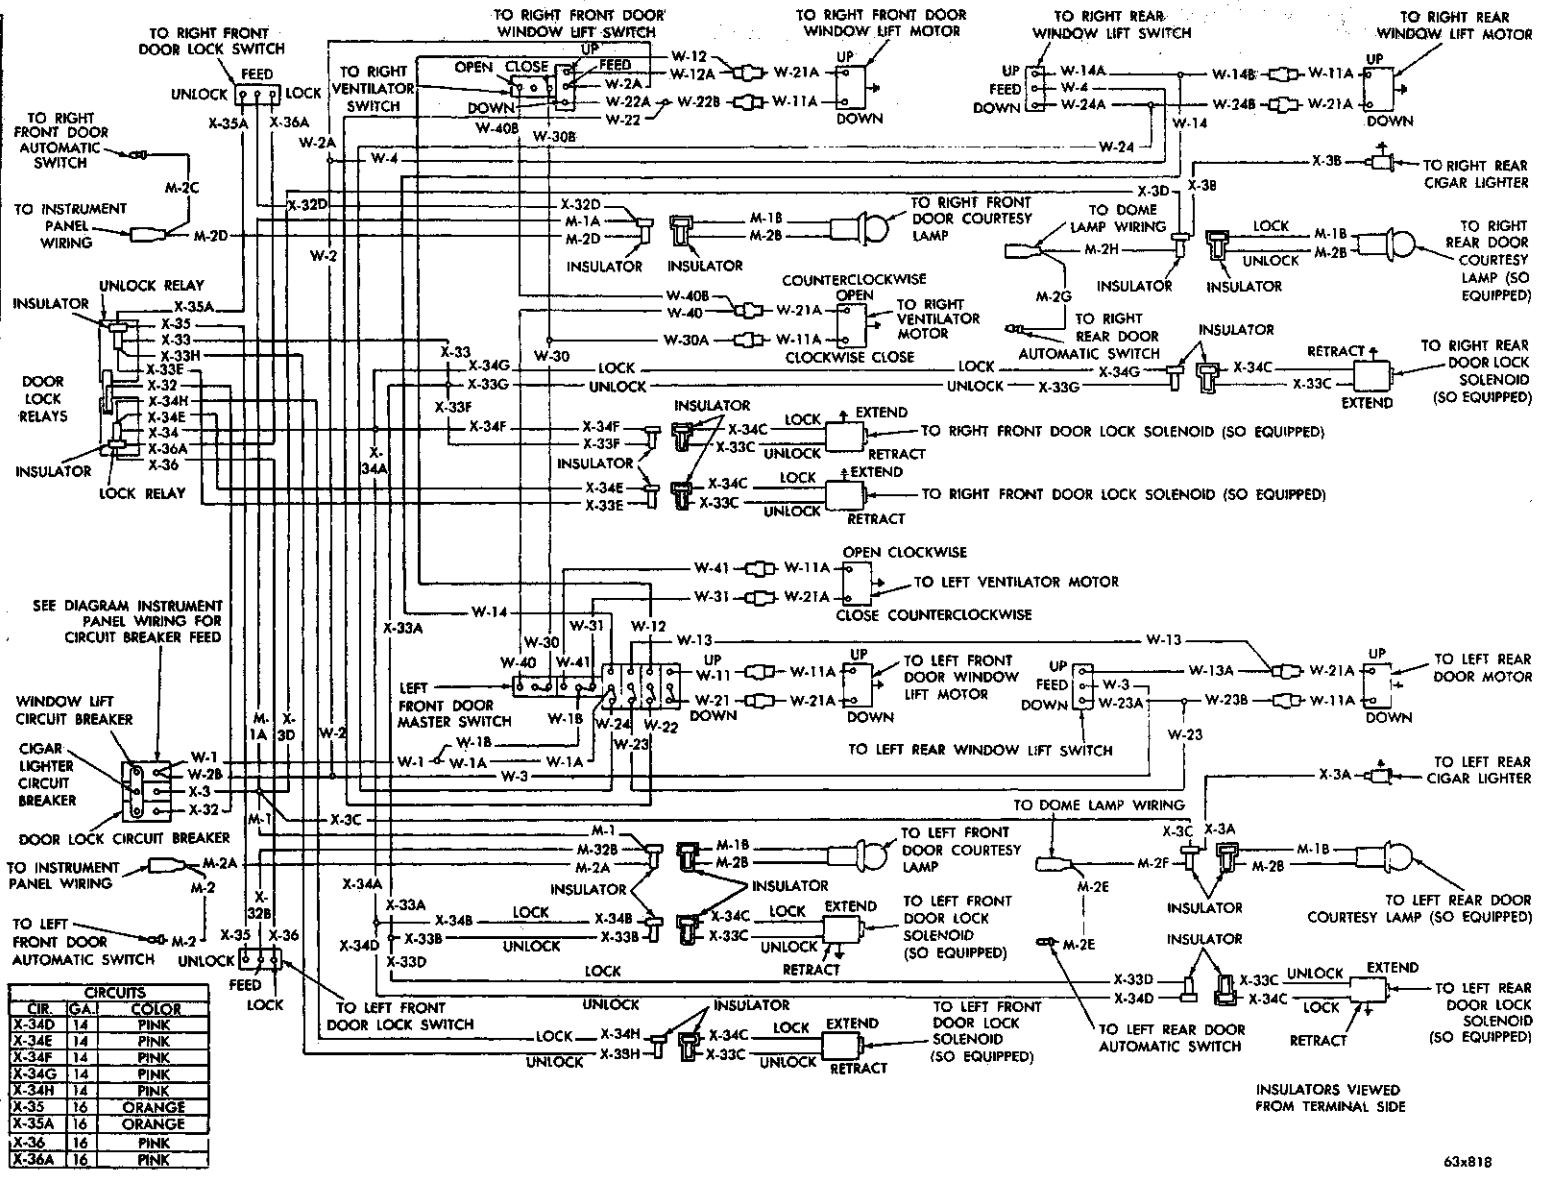 TO RIGHT FRONT
DOOR LOCK SWITCH
FEED
UNLOCK
LOCK
X-35A
X-36A
TO RIGHT
FRONT DOOR
AUTOMATIC
SWITCH
M-2C
TO INSTRUMENT
PANEL
WIRING
M-2D
X-32D
TO RIGHT
VENTILATOR
SWITCH
OPEN
CLOSE
TO RIGHT FRONT DOOR
WINDOW LIFT SWITCH
UP
FEED
DOWN
W-40B
W-30B
W-2A
W-4
W-2
W-12
W-12A
W-2A
W-22A
W-22B
W-22
W-21A
W-11A
TO RIGHT FRONT DOOR
WINDOW LIFT MOTOR
UP
DOWN
TO RIGHT REAR
WINDOW LIFT SWITCH
UP
FEED
DOWN
W-14A
W-4
W-24A
W-14B
W-24B
W-14
W-24
W-11A
W-21A
TO RIGHT REAR
WINDOW LIFT MOTOR
UP
DOWN
X-3B
TO RIGHT REAR
CIGAR LIGHTER
X-3D
X-3B
X-32D
M-1A
M-2D
INSULATOR
INSULATOR
M-1B
M-2B
TO RIGHT FRONT
DOOR COURTESY
LAMP
TO DOME
LAMP WIRING
M-2H
M-2G
INSULATOR
INSULATOR
LOCK
UNLOCK
M-1B
M-2B
TO RIGHT
REAR DOOR
COURTESY
LAMP (SO
EQUIPPED)
TO RIGHT
REAR DOOR
AUTOMATIC SWITCH
UNLOCK RELAY
INSULATOR
X-35A
X-35
X-33
X-33H
X-33E
X-32
X-34H
X-34E
X-34
X-36A
X-36
DOOR
LOCK
RELAYS
INSULATOR
LOCK RELAY
COUNTERCLOCKWISE
OPEN
W-40B
W-40
W-30A
W-21A
W-11A
TO RIGHT
VENTILATOR
MOTOR
CLOCKWISE CLOSE
W-30
X-33
X-34G
X-33G
X-33F
LOCK
UNLOCK
LOCK
UNLOCK
X-34G
X-33G
INSULATOR
X-34C
X-33C
RETRACT
EXTEND
TO RIGHT REAR
DOOR LOCK
SOLENOID
(SO EQUIPPED)
X-34F
X-34F
X-33F
X-
34A
INSULATOR
INSULATOR
X-34C
X-33C
LOCK
UNLOCK
EXTEND
RETRACT
TO RIGHT FRONT DOOR LOCK SOLENOID (SO EQUIPPED)
X-34E
X-33E
X-34C
X-33C
LOCK
UNLOCK
EXTEND
RETRACT
TO RIGHT FRONT DOOR LOCK SOLENOID (SO EQUIPPED)
OPEN CLOCKWISE
W-41
W-31
W-11A
W-21A
TO LEFT VENTILATOR MOTOR
CLOSE COUNTERCLOCKWISE
SEE DIAGRAM INSTRUMENT
PANEL WIRING FOR
CIRCUIT BREAKER FEED
X-33A
W-14
W-31
W-12
W-30
W-40
W-41
W-13
W-13
LEFT
FRONT DOOR
MASTER SWITCH
UP
W-11
W-21
DOWN
W-11A
W-21A
UP
DOWN
TO LEFT FRONT
DOOR WINDOW
LIFT MOTOR
UP
FEED
DOWN
W-13A
W-3
W-23A
W-23B
W-23
W-21A
W-11A
UP
DOWN
TO LEFT REAR
DOOR MOTOR
TO LEFT REAR WINDOW LIFT SWITCH
WINDOW LIFT
CIRCUIT BREAKER
CIGAR
LIGHTER
CIRCUIT
BREAKER
DOOR LOCK CIRCUIT BREAKER
M-
1A
X-
3D
W-2
W-1
W-2B
X-3
X-32
W-1B
W-24
W-22
W-23
W-1B
W-1
W-1A
W-1A
W-3
M-1
X-3C
X-3A
TO LEFT REAR
CIGAR LIGHTER
TO INSTRUMENT
PANEL WIRING
M-2A
M-2
M-1
M-32B
M-2A
INSULATOR
INSULATOR
M-1B
M-2B
TO LEFT FRONT
DOOR COURTESY
LAMP
TO DOME LAMP WIRING
X-3C
X-3A
M-2F
M-2E
INSULATOR
M-1B
M-2B
TO LEFT REAR DOOR
COURTESY LAMP (SO EQUIPPED)
TO LEFT
FRONT DOOR
AUTOMATIC SWITCH
M-2
X-35
X-
32B
X-36
UNLOCK
FEED
LOCK
TO LEFT FRONT
DOOR LOCK SWITCH
X-34A
X-33A
X-34B
X-33B
X-34D
X-33D
LOCK
UNLOCK
X-34B
X-33B
X-34C
X-33C
LOCK
UNLOCK
EXTEND
RETRACT
TO LEFT FRONT
DOOR LOCK
SOLENOID
(SO EQUIPPED)
M-2E
TO LEFT REAR DOOR
AUTOMATIC SWITCH
INSULATOR
LOCK
UNLOCK
X-33D
X-34D
X-33C
X-34C
UNLOCK
LOCK
EXTEND
RETRACT
TO LEFT REAR
DOOR LOCK
SOLENOID
(SO EQUIPPED)
INSULATOR
LOCK
UNLOCK
X-34H
X-33H
X-34C
X-33C
LOCK
UNLOCK
EXTEND
RETRACT
TO LEFT FRONT
DOOR LOCK
SOLENOID
(SO EQUIPPED)
CIRCUITS
CIR. GA. COLOR
X-34D 14 PINK
X-34E 14 PINK
X-34F 14 PINK
X-34G 14 PINK
X-34H 14 PINK
X-35 16 ORANGE
X-35A 16 ORANGE
X-36 16 PINK
X-36A 16 PINK
INSULATORS VIEWED
FROM TERMINAL SIDE
63x818